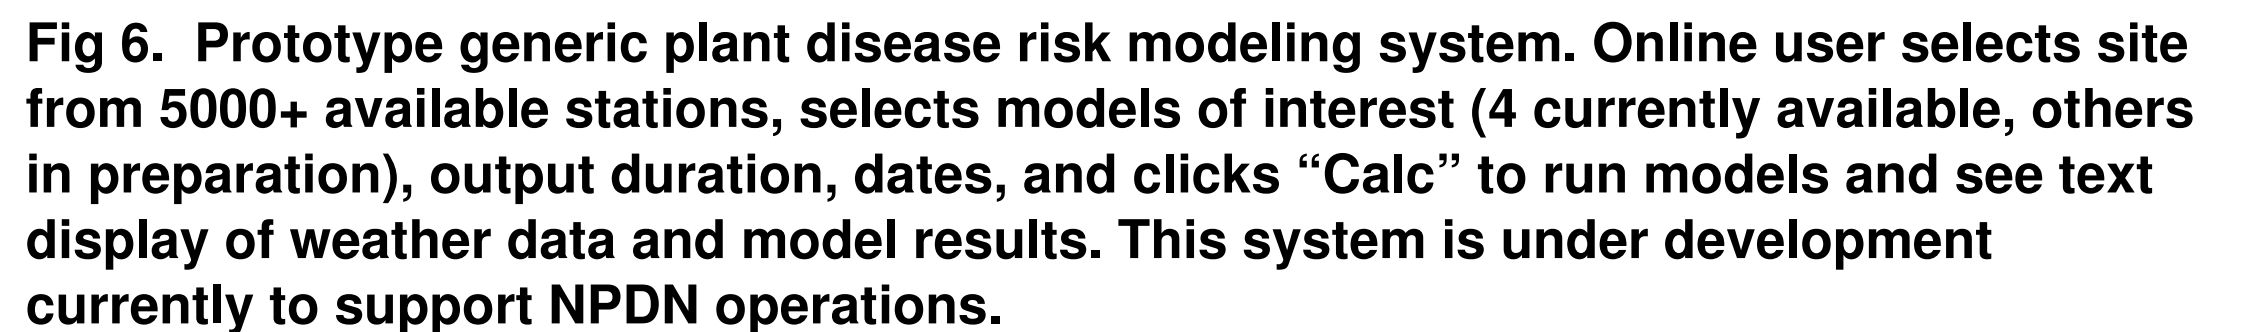 Fig 6.  Prototype generic plant disease risk modeling system. Online user selects site
from 5000+ available stations, selects models of interest (4 currently available, others
in preparation), output duration, dates, and clicks “Calc” to run models and see text
display of weather data and model results. This system is under development
currently to support NPDN operations.